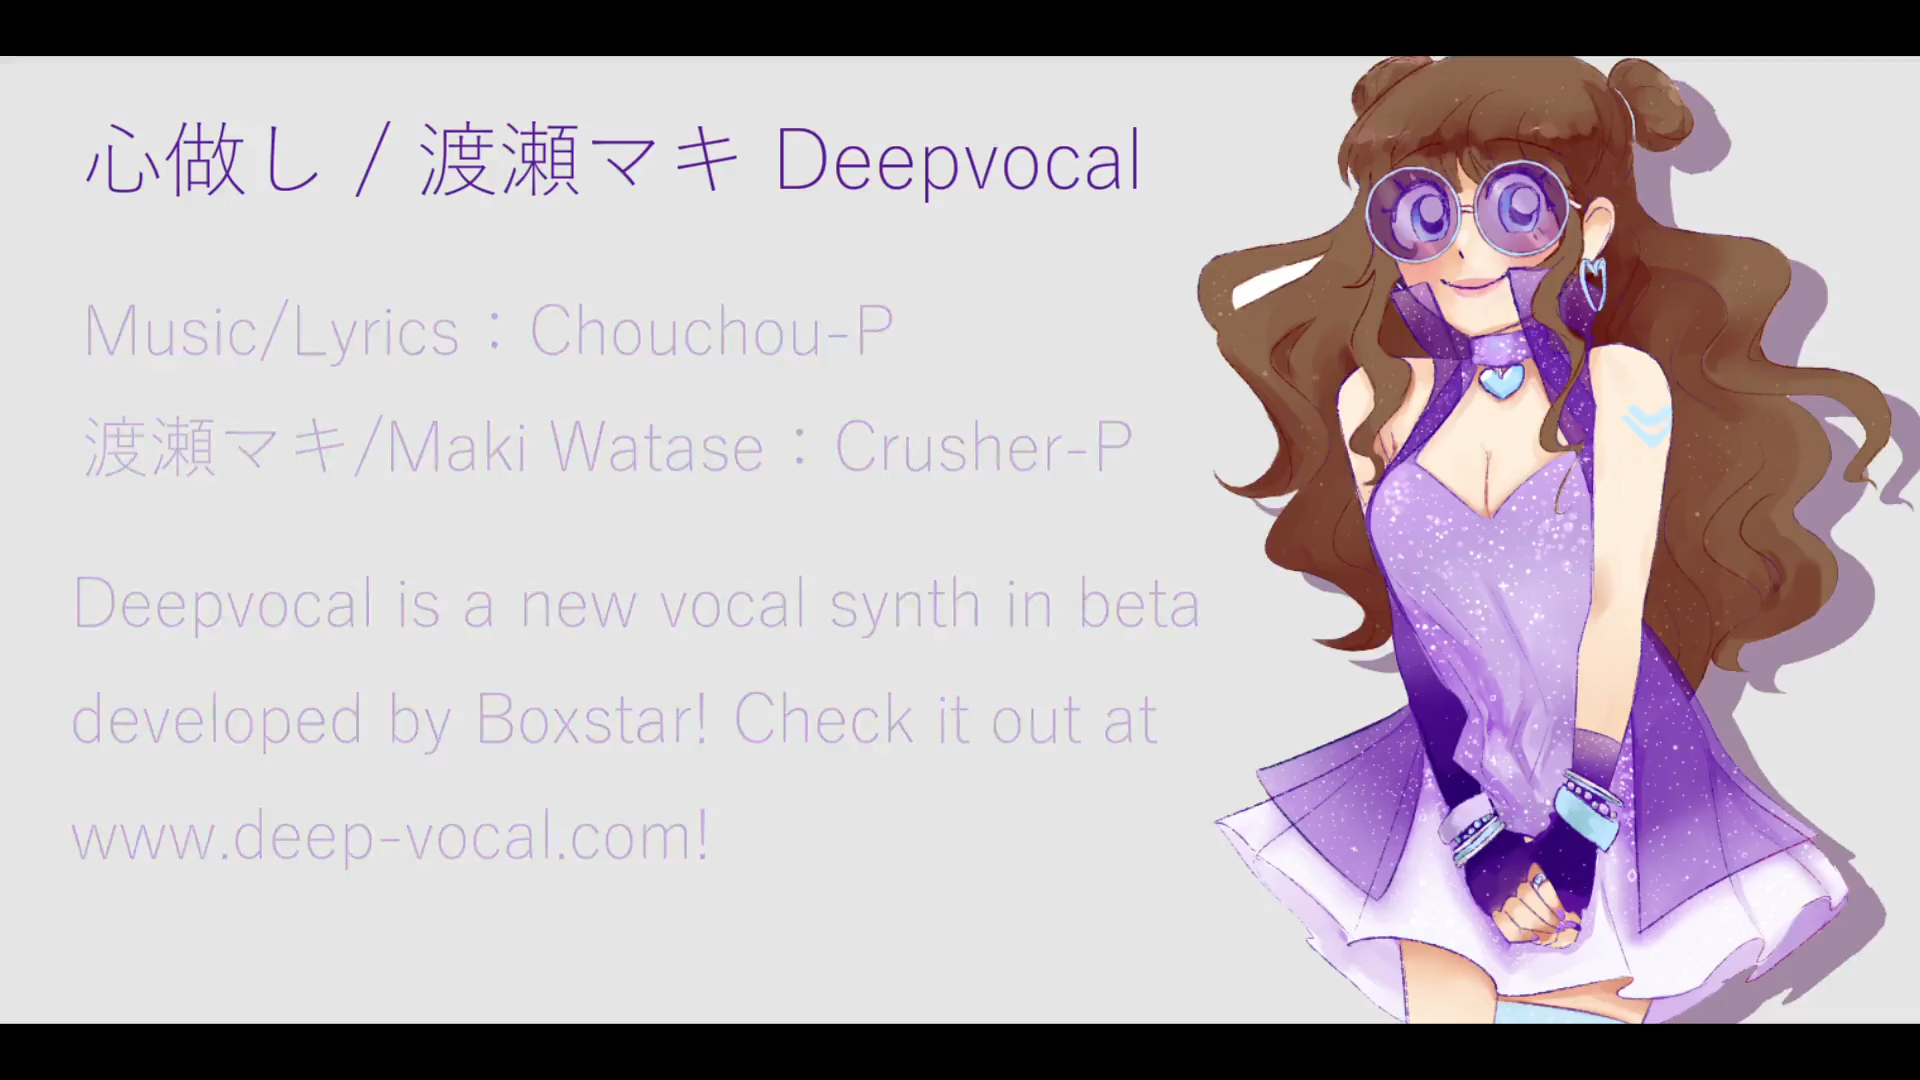 心做し / 渡瀬マキ Deepvocal
Music/Lyrics：Chouchou-P
渡瀬マキ/Maki Watase：Crusher-P
Deepvocal is a new vocal synth in beta
developed by Boxstar! Check it out at
www.deep-vocal.com!